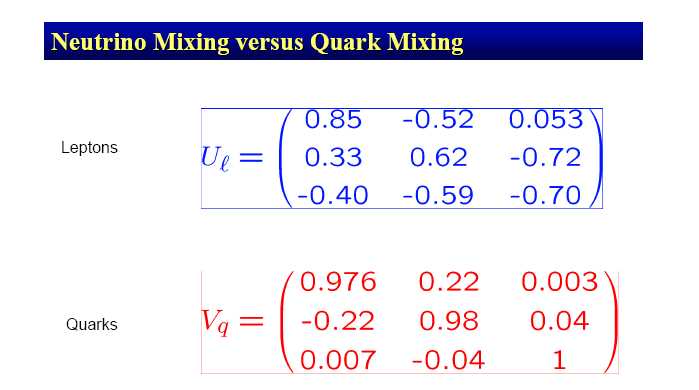 Neutrino Mixing versus Quark Mixing
Leptons
U_ℓ = ( 0.85 -0.52 0.053
0.33 0.62 -0.72
-0.40 -0.59 -0.70 )
Quarks
V_q = ( 0.976 0.22 0.003
-0.22 0.98 0.04
0.007 -0.04 1 )